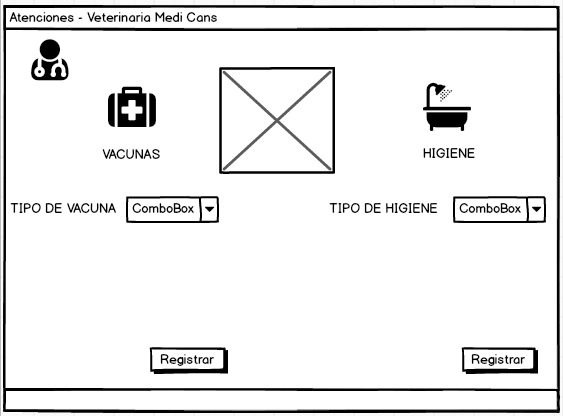 Atenciones - Veterinaria Medi Cans
VACUNAS
HIGIENE
TIPO DE VACUNA ComboBox
TIPO DE HIGIENE ComboBox
Registrar
Registrar